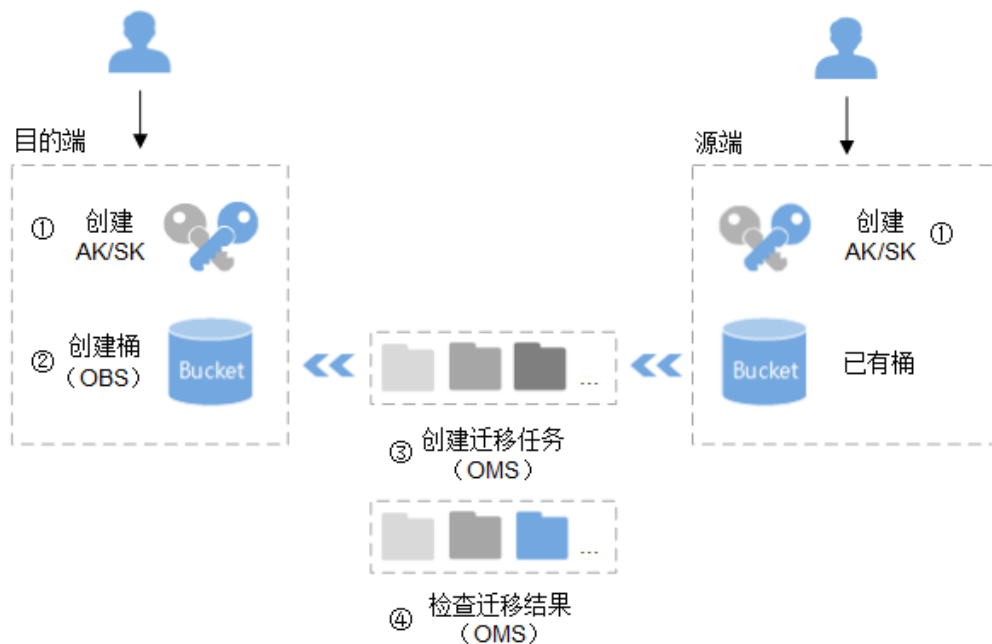 目的端
源端
① 创建
AK/SK
创建 ①
AK/SK
② 创建桶
（OBS）
Bucket
...
Bucket
已有桶
③ 创建迁移任务
（OMS）
...
④ 检查迁移结果
（OMS）